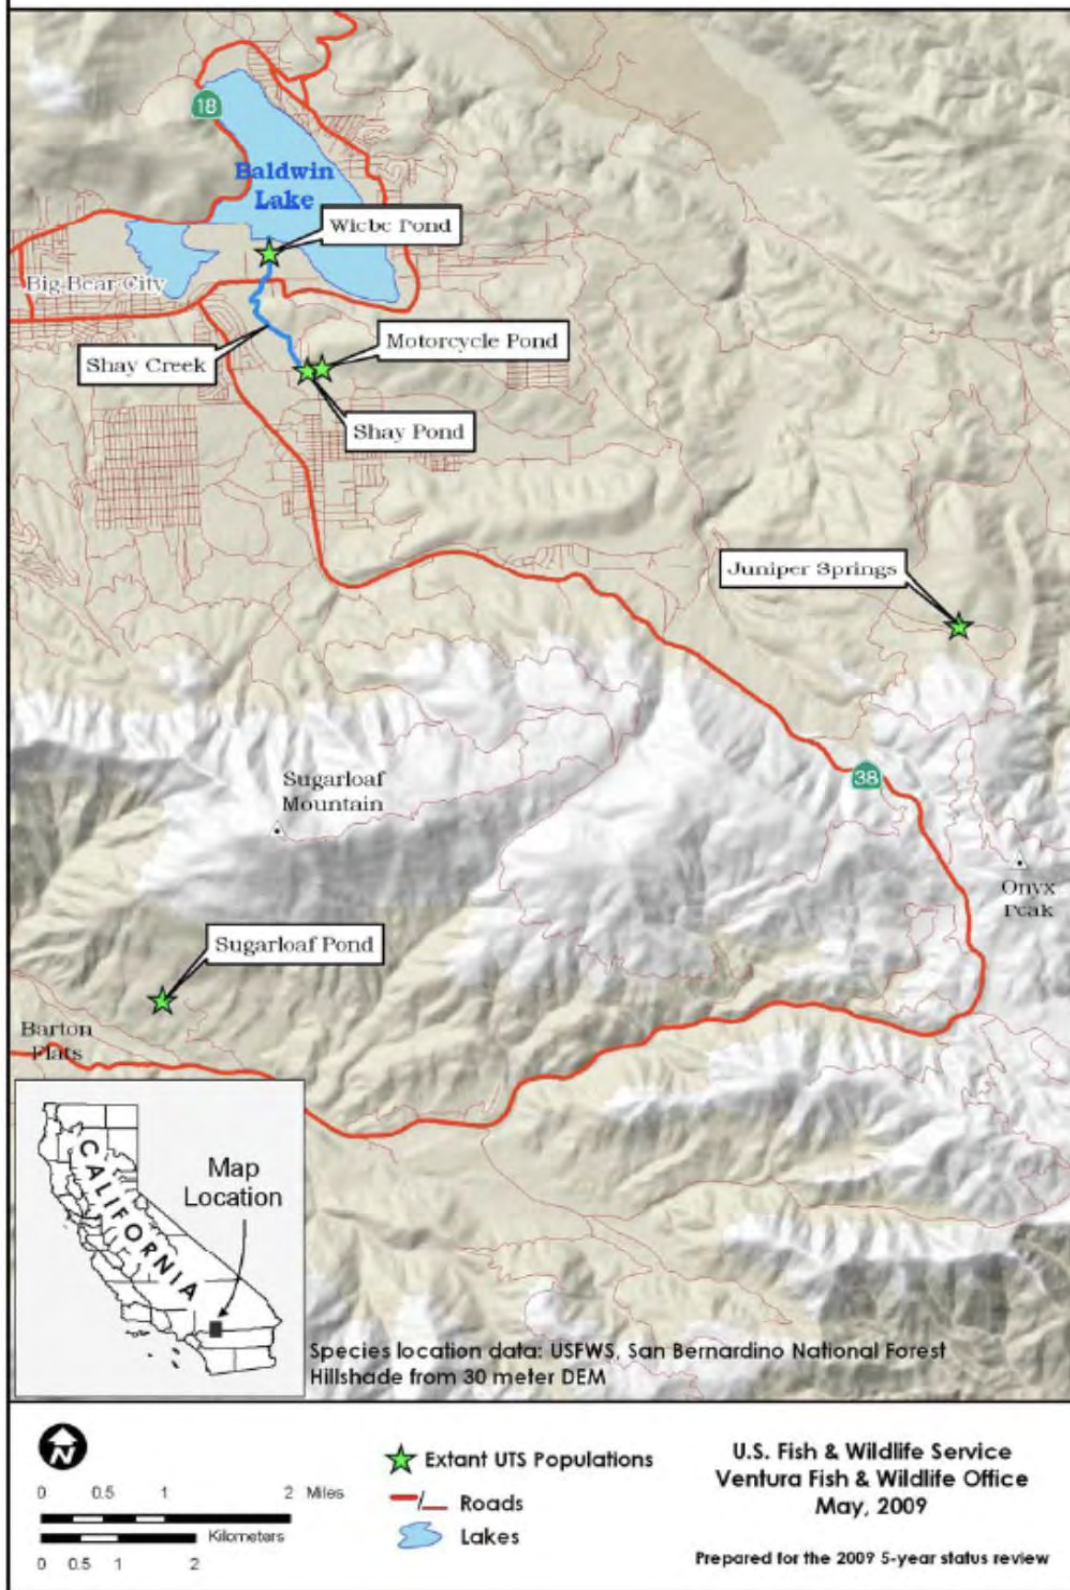 18
Baldwin
Lake
Wiebe Pond
Big Bear City
Motorcycle Pond
Shay Creek
Shay Pond
Juniper Springs
38
Sugarloaf
Mountain
Onyx
Peak
Sugarloaf Pond
Barton
Flats
CALIFORNIA
Map
Location
Species location data: USFWS, San Bernardino National Forest
Hillshade from 30 meter DEM
N
0 0.5 1 2 Miles
Kilometers
0 0.5 1 2
Extant UTS Populations
Roads
Lakes
U.S. Fish & Wildlife Service
Ventura Fish & Wildlife Office
May, 2009
Prepared for the 2009 5-year status review